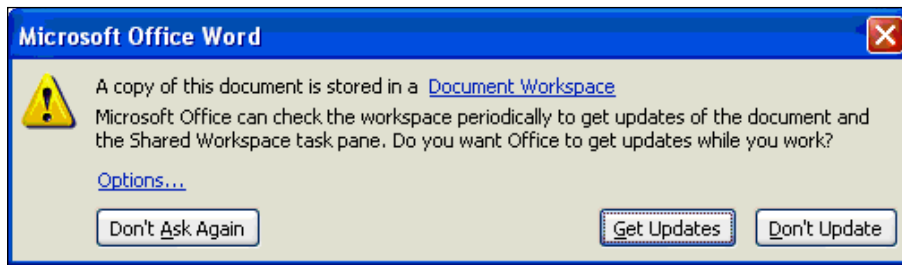 Microsoft Office Word
A copy of this document is stored in a Document Workspace
Microsoft Office can check the workspace periodically to get updates of the document and
the Shared Workspace task pane. Do you want Office to get updates while you work?
Options...
Don't Ask Again Get Updates Don't Update